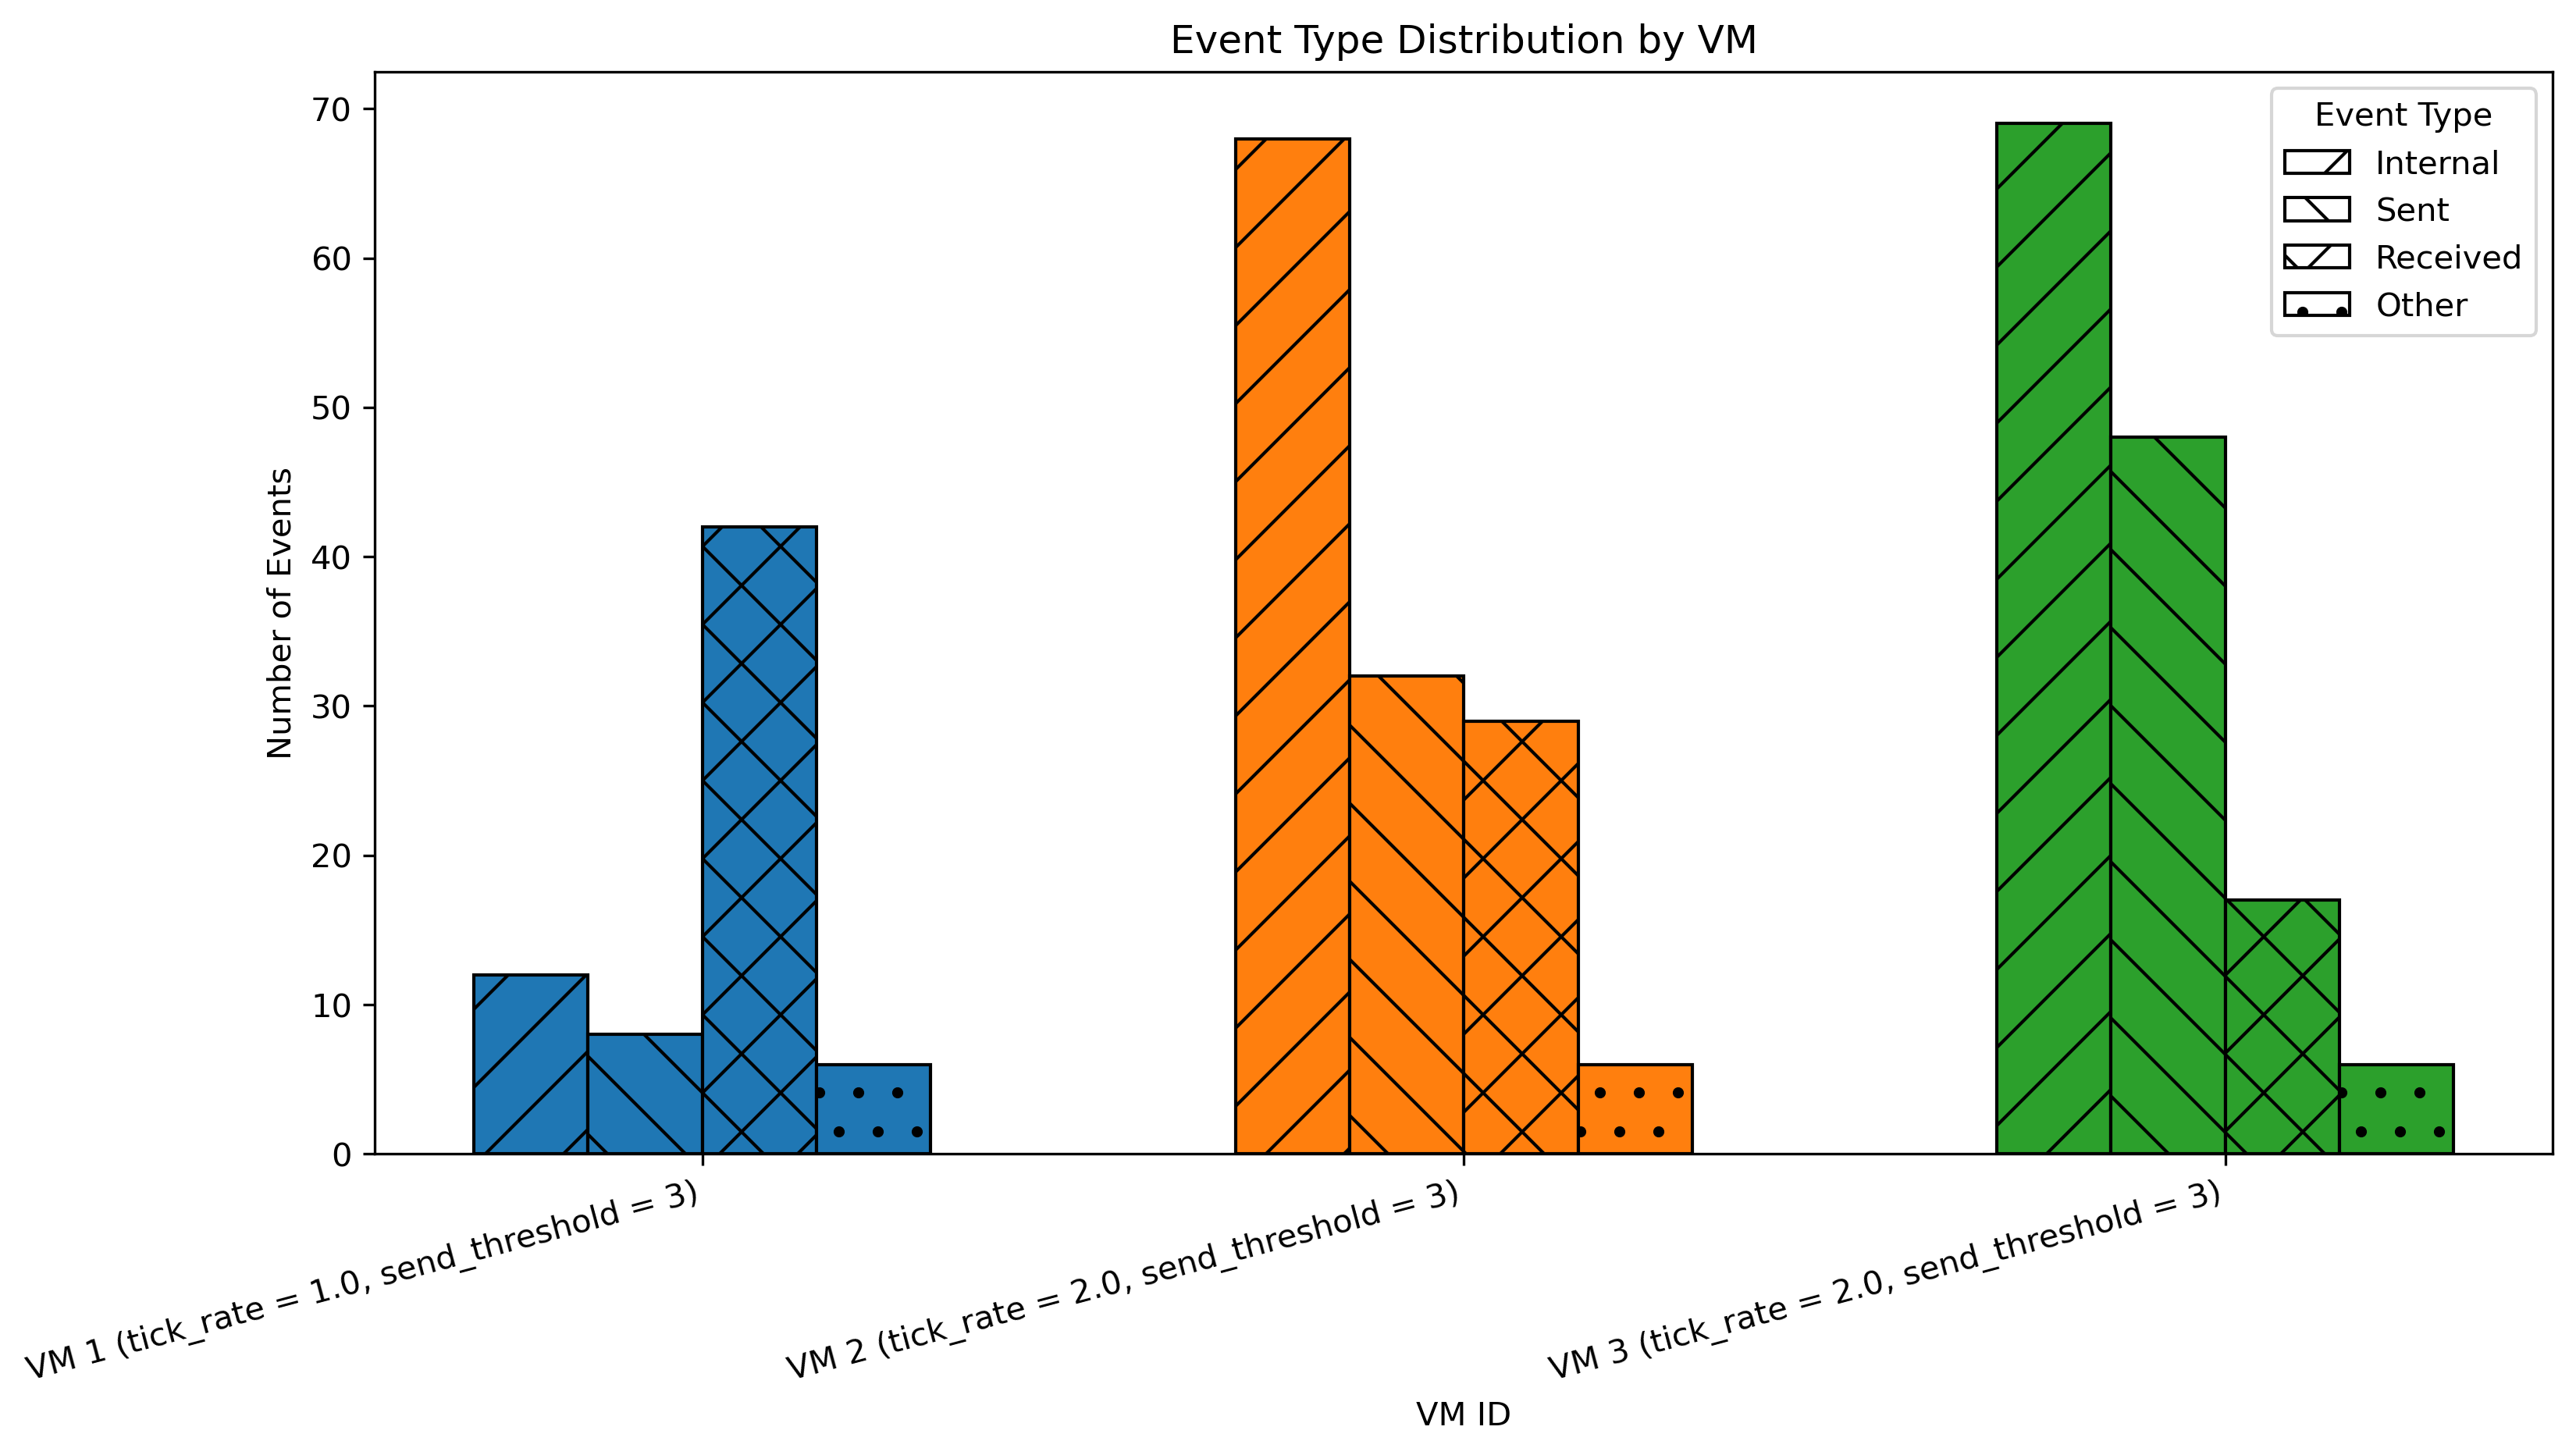 Event Type Distribution by VM
Number of Events
70
60
50
40
30
20
10
0
Event Type
Internal
Sent
Received
Other
VM 1 (tick_rate = 1.0, send_threshold = 3)
VM 2 (tick_rate = 2.0, send_threshold = 3)
VM 3 (tick_rate = 2.0, send_threshold = 3)
VM ID